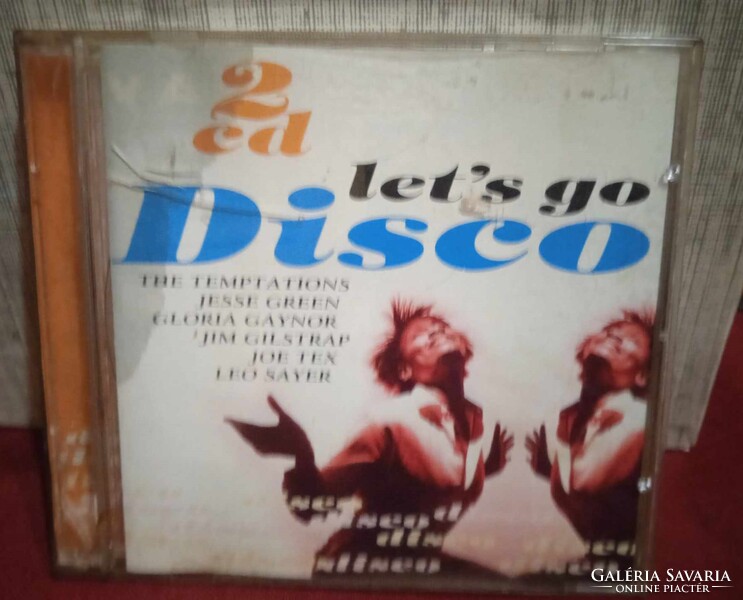 2
cd
let's go
Disco
THE TEMPTATIONS
JESSE GREEN
GLORIA GAYNOR
'JIM GILSTRAP
JOE TEX
LEO SAYER
disco
GALÉRIA SAVARIA
ONLINE PIACTÉR